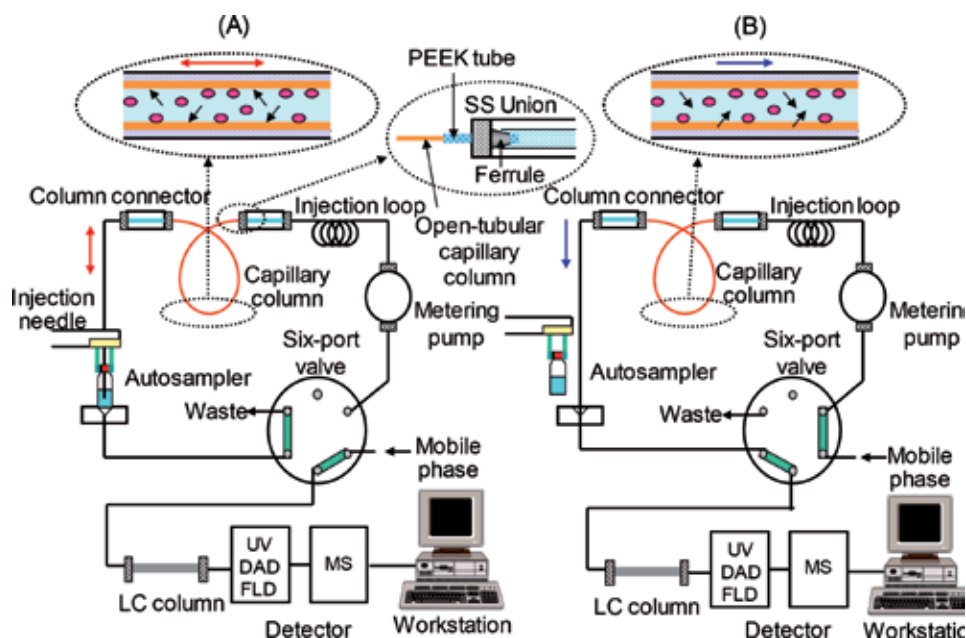 (A)
PEEK tube
SS Union
Ferrule
Column connector
Injection loop
Open-tubular
capillary
column
Capillary
column
Injection
needle
Metering
pump
Six-port
valve
Autosampler
Waste
Mobile
phase
UV
DAD
FLD
MS
LC column
Detector
Workstation
(B)
Column connector
Injection loop
Capillary
column
Meterin
pump
Six-port
valve
Autosampler
Waste
Mobile
phase
UV
DAD
FLD
MS
LC column
Detector
Workstation